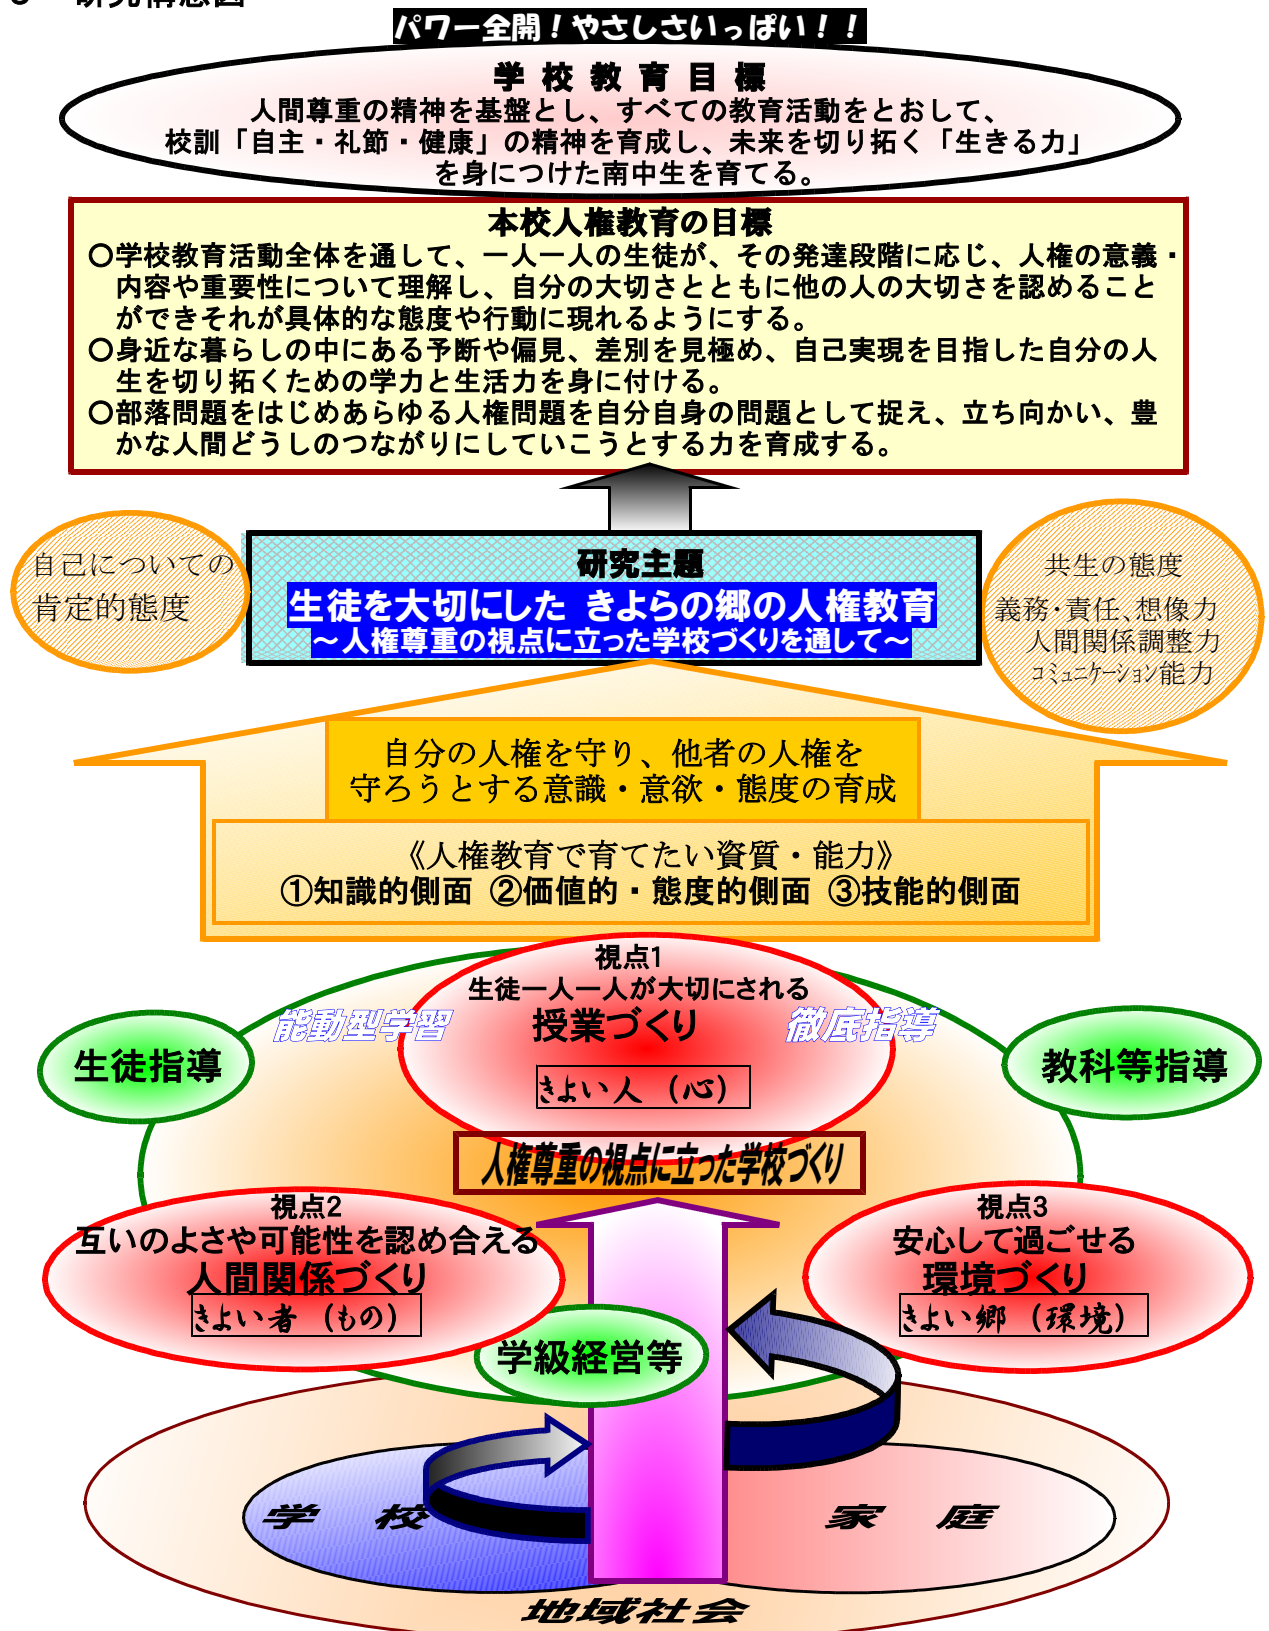 パワー全開！やさしさいっぱい！！
学校教育目標
人間尊重の精神を基盤とし、すべての教育活動をとおして、
校訓「自主・礼節・健康」の精神を育成し、未来を切り拓く「生きる力」
を身につけた南中生を育てる。
本校人権教育の目標
○学校教育活動全体を通して、一人一人の生徒が、その発達段階に応じ、人権の意義・
内容や重要性について理解し、自分の大切さとともに他の人の大切さを認めること
ができそれが具体的な態度や行動に現れるようにする。
○身近な暮らしの中にある予断や偏見、差別を見極め、自己実現を目指した自分の人
生を切り拓くための学力と生活力を身に付ける。
○部落問題をはじめあらゆる人権問題を自分自身の問題として捉え、立ち向かい、豊
かな人間どうしのつながりにしていこうとする力を育成する。
自己についての
肯定的態度
研究主題
生徒を大切にした きよらの郷の人権教育
～人権尊重の視点に立った学校づくりを通して～
共生の態度
義務・責任、想像力
人間関係調整力
コミュニケーション能力
自分の人権を守り、他者の人権を
守ろうとする意識・意欲・態度の育成
《人権教育で育てたい資質・能力》
①知識的側面 ②価値的・態度的側面 ③技能的側面
視点1
生徒一人一人が大切にされる
授業づくり
きよい人（心）
能動型学習
徹底指導
生徒指導
教科等指導
人権尊重の視点に立った学校づくり
視点2
互いのよさや可能性を認め合える
人間関係づくり
きよい者（もの）
視点3
安心して過ごせる
環境づくり
きよい郷（環境）
学級経営等
学校
家庭
地域社会